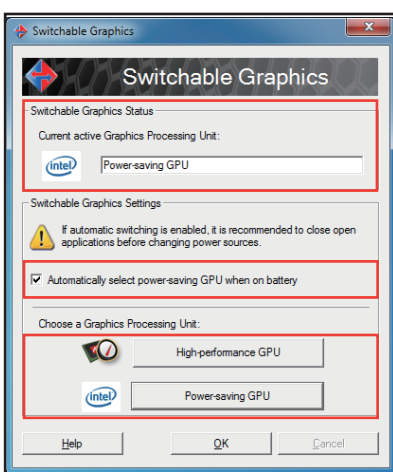 Switchable Graphics
Switchable Graphics
Switchable Graphics Status
Current active Graphics Processing Unit:
intel
Power-saving GPU
Switchable Graphics Settings
If automatic switching is enabled, it is recommended to close open
applications before changing power sources.
Automatically select power-saving GPU when on battery
Choose a Graphics Processing Unit:
High-performance GPU
intel
Power-saving GPU
Help
OK
Cancel